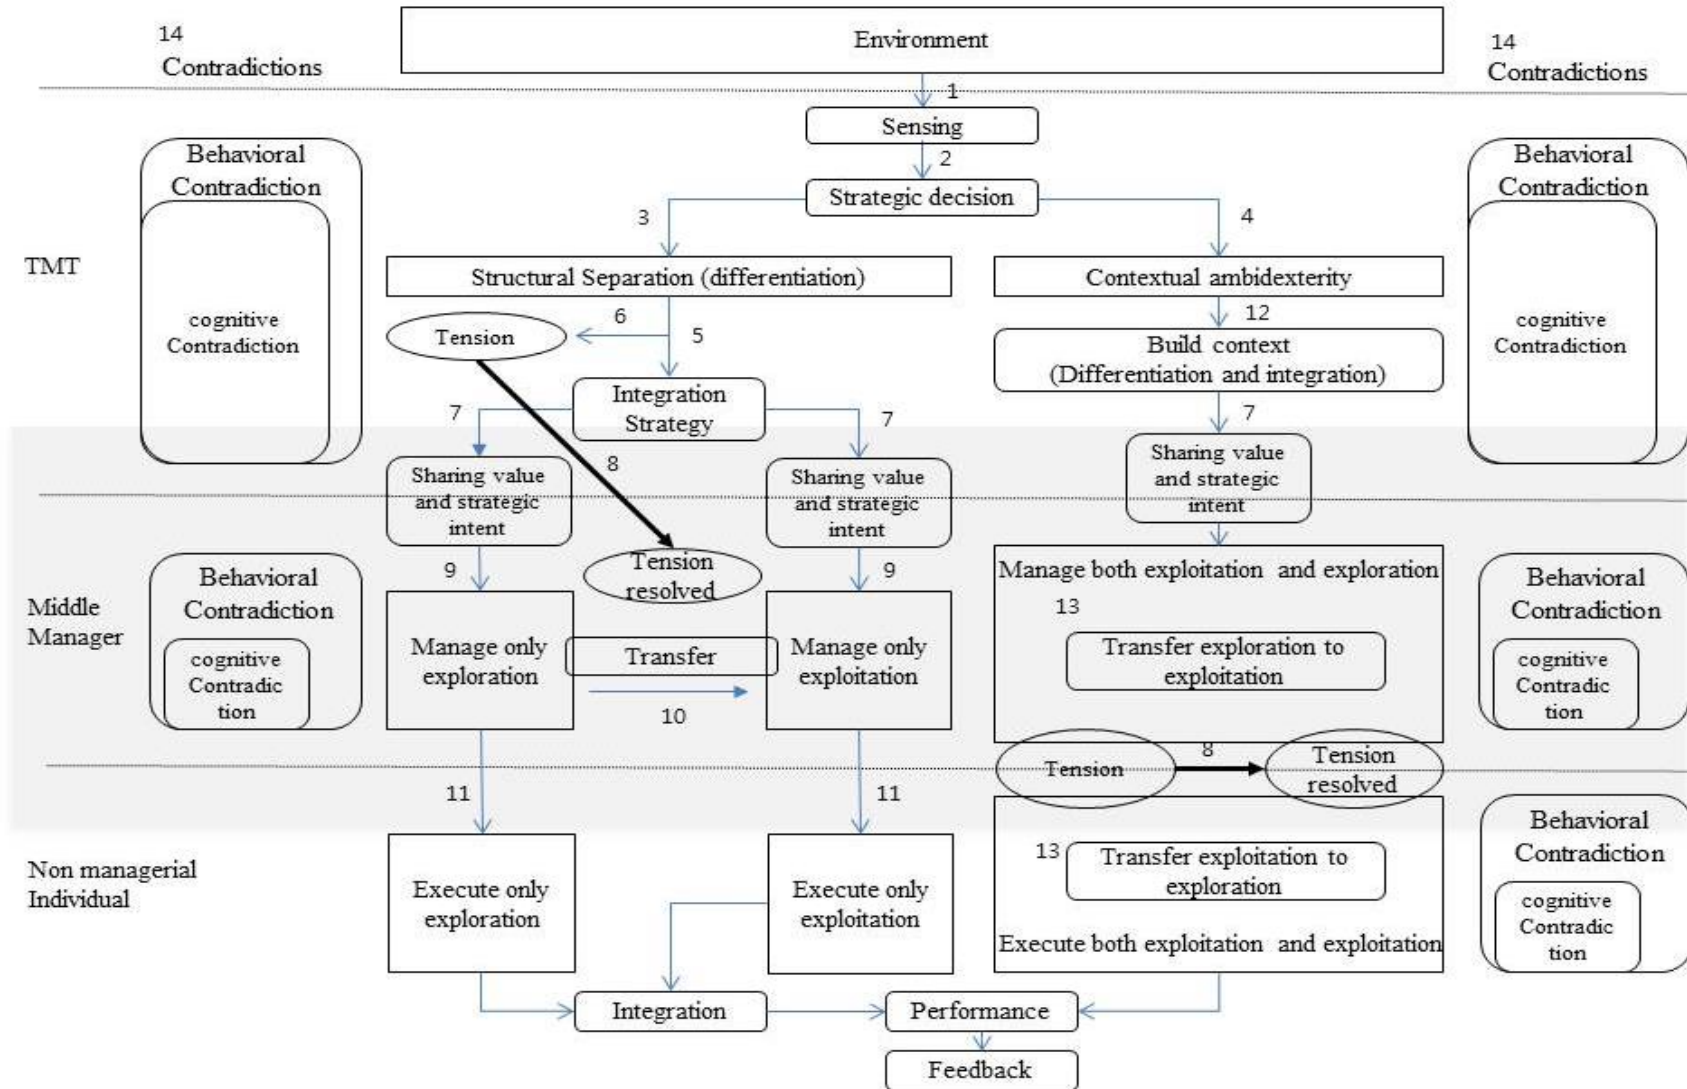 14
Contradictions
Environment
14
Contradictions
1
Sensing
2
Behavioral
Contradiction
Strategic decision
Behavioral
Contradiction
3
4
TMT
Structural Separation (differentiation)
Contextual ambidexterity
cognitive
Contradiction
6
Tension
5
12
Build context
(Differentiation and integration)
cognitive
Contradiction
Integration
Strategy
7
7
7
Sharing value
and strategic
intent
8
Sharing value
and strategic
intent
Sharing value
and strategic
intent
Middle
Manager
Behavioral
Contradiction
cognitive
Contradic
tion
9
Tension
resolved
9
Manage both exploitation and exploration
13
Transfer exploration to
exploitation
Behavioral
Contradiction
cognitive
Contradic
tion
Manage only
exploration
Transfer
10
Manage only
exploitation
Tension
8
Tension
resolved
11
11
Non managerial
Individual
Execute only
exploration
Execute only
exploitation
13
Transfer exploitation to
exploration
Execute both exploitation and exploitation
Behavioral
Contradiction
cognitive
Contradic
tion
Integration
Performance
Feedback